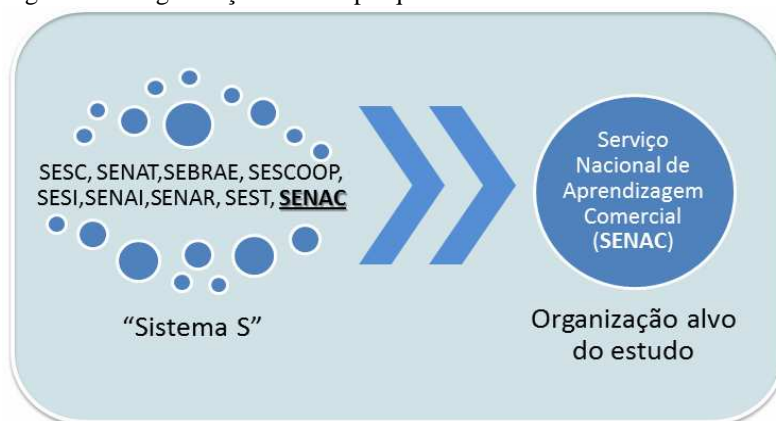 SESC, SENAT,SEBRAE, SESCOOP,
SESI,SENAI,SENAR, SEST, SENAC
“Sistema S”
Serviço
Nacional de
Aprendizagem
Comercial
(SENAC)
Organização alvo
do estudo